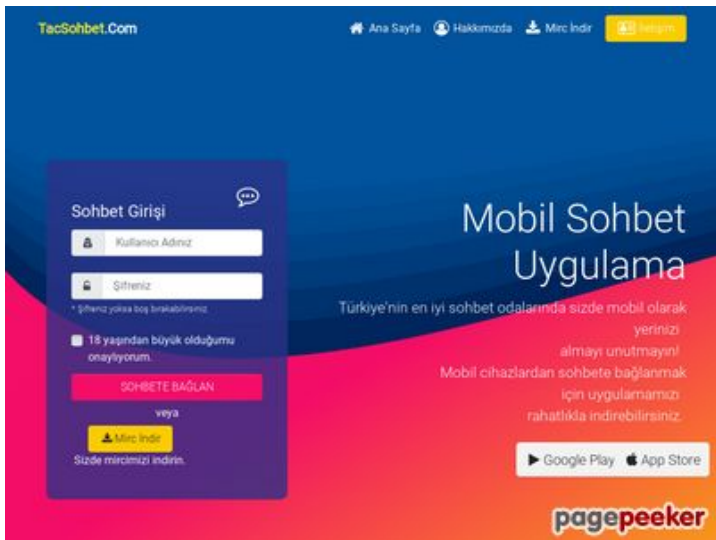 TacSohbet.Com
Ana Sayfa Hakkımızda Mirc İndir İletişim
Sohbet Girişi
Kullanıcı Adınız
Şifreniz
* Şifreniz yoksa boş bırakabilirsiniz.
18 yaşından büyük olduğumu
onaylıyorum.
SOHBETE BAĞLAN
veya
Mirc İndir
Sizde mircimizi indirin.
Mobil Sohbet
Uygulama
Türkiye'nin en iyi sohbet odalarında sizde mobil olarak
yerinizi
almayı unutmayın!
Mobil cihazlardan sohbete bağlanmak
için uygulamamızı
rahatlıkla indirebilirsiniz.
Google Play App Store
pagepeeker